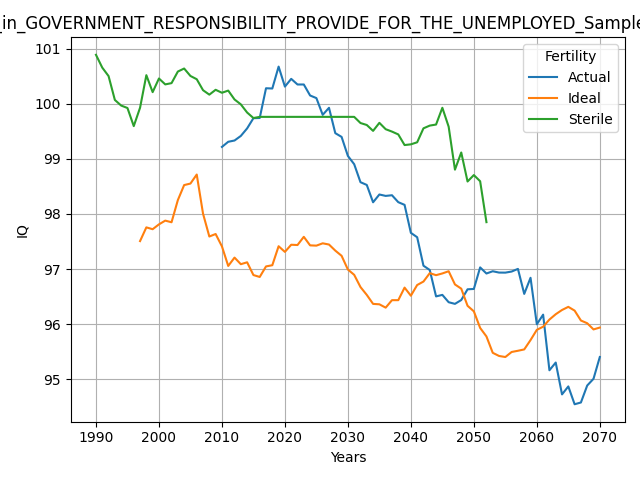 _in_GOVERNMENT_RESPONSIBILITY_PROVIDE_FOR_THE_UNEMPLOYED_Sample
101
100
99
98
97
96
95
IQ
Fertility
Actual
Ideal
Sterile
1990 2000 2010 2020 2030 2040 2050 2060 2070
Years